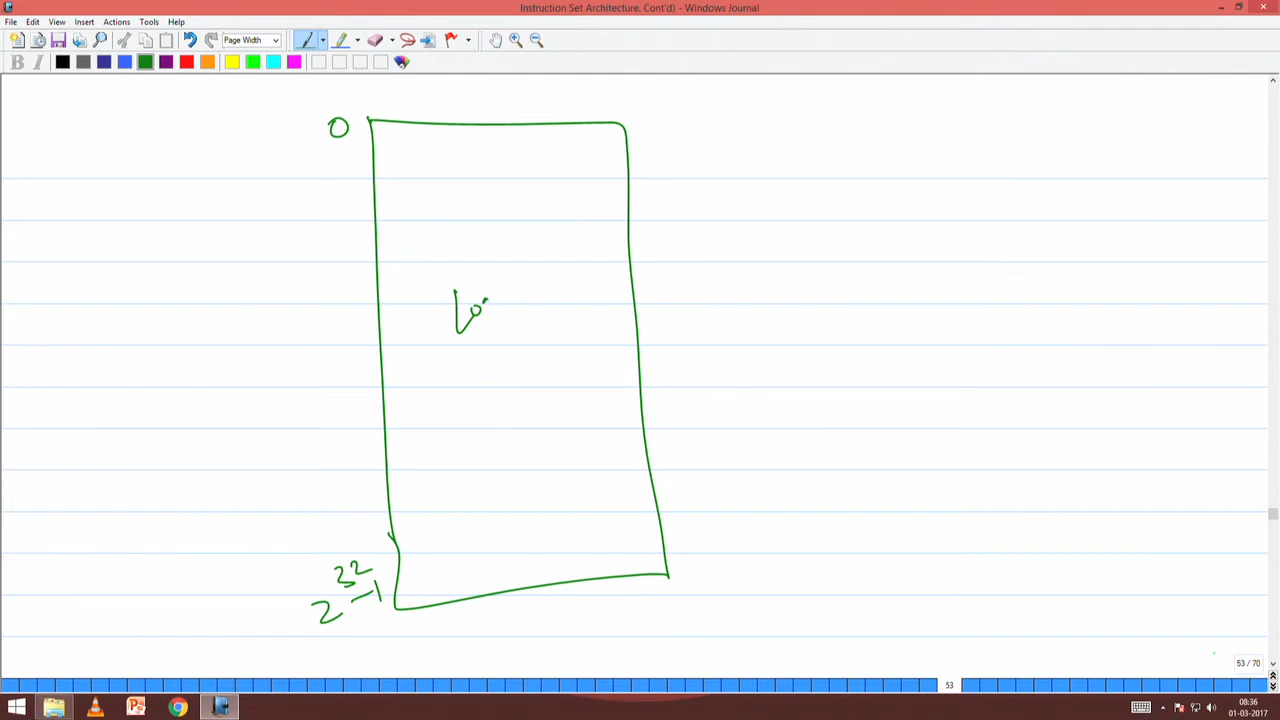 Instruction Set Architecture. Cont'd) - Windows Journal
File Edit View Insert Actions Tools Help
Page Width
B I
0
2^32-1
53 / 70
53
08:36
01-03-2017